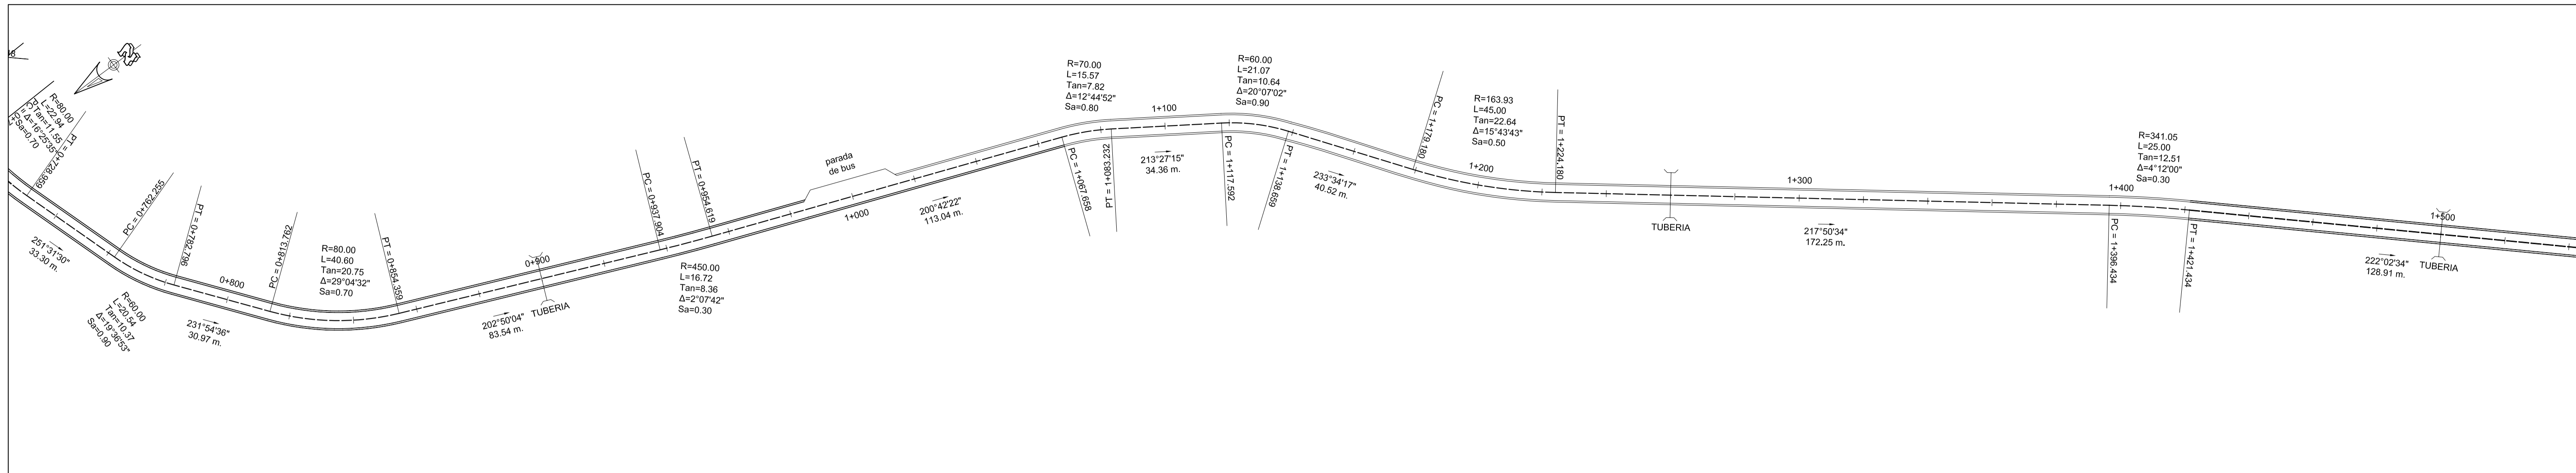 R=80.00
L=22.94
Tan=11.55
Δ=16°25'35"
Sa=0.70
PT = 0+728.959
251°31'30"
33.30 m.
PC = 0+762.255
R=60.00
L=20.54
Tan=10.37
Δ=19°36'53"
Sa=0.90
PT = 0+782.796
231°54'36"
30.97 m.
0+800
PC = 0+813.762
R=80.00
L=40.60
Tan=20.75
Δ=29°04'32"
Sa=0.70
PT = 0+854.359
202°50'04"
83.54 m.
0+900
TUBERIA
PC = 0+937.904
R=450.00
L=16.72
Tan=8.36
Δ=2°07'42"
Sa=0.30
PT = 0+954.619
parada
de bus
1+000
200°42'22"
113.04 m.
R=70.00
L=15.57
Tan=7.82
Δ=12°44'52"
Sa=0.80
PC = 1+067.658
PT = 1+083.232
1+100
213°27'15"
34.36 m.
R=60.00
L=21.07
Tan=10.64
Δ=20°07'02"
Sa=0.90
PC = 1+117.592
PT = 1+138.659
233°34'17"
40.52 m.
PC = 1+179.180
R=163.93
L=45.00
Tan=22.64
Δ=15°43'43"
Sa=0.50
1+200
PT = 1+224.180
TUBERIA
1+300
217°50'34"
172.25 m.
1+400
R=341.05
L=25.00
Tan=12.51
Δ=4°12'00"
Sa=0.30
PC = 1+396.434
PT = 1+421.434
222°02'34"
128.91 m.
TUBERIA
1+500